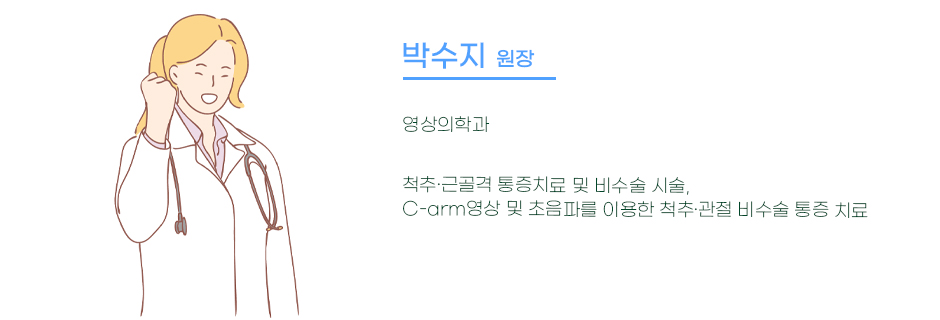 박수지 원장
영상의학과
척추·근골격 통증치료 및 비수술 시술,
C-arm영상 및 초음파를 이용한 척추·관절 비수술 통증 치료